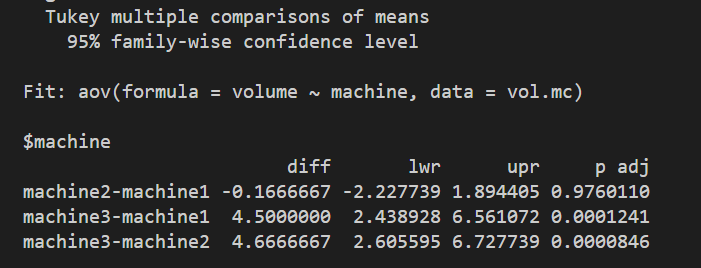 Tukey multiple comparisons of means
95% family-wise confidence level
Fit: aov(formula = volume ~ machine, data = vol.mc)
$machine
diff lwr upr p adj
machine2-machine1 -0.1666667 -2.227739 1.894405 0.9760110
machine3-machine1 4.5000000 2.438928 6.561072 0.0001241
machine3-machine2 4.6666667 2.605595 6.727739 0.0000846